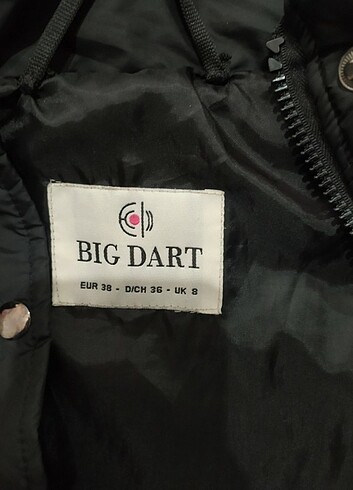 BIG DART
EUR 38 - D/CH 36 - UK 8